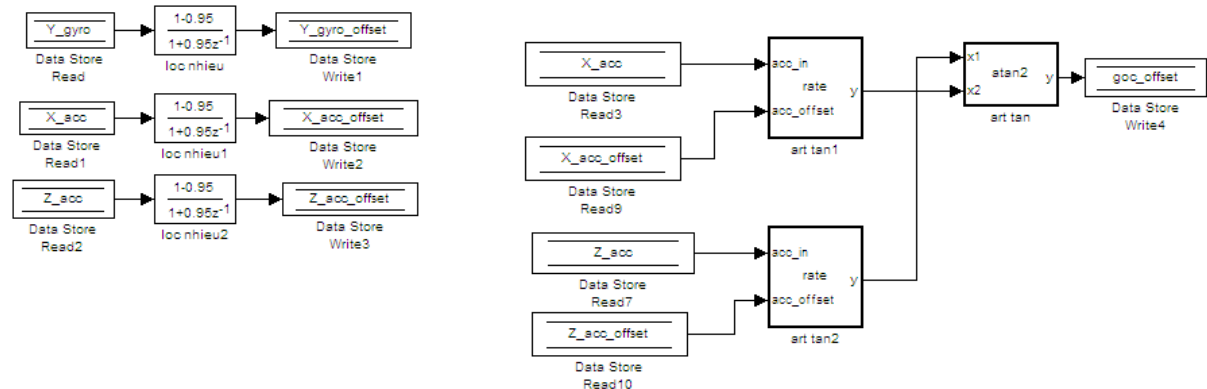 Y_gyro
Data Store
Read
1-0.95
1+0.95z-1
loc nhieu
Y_gyro_offset
Data Store
Write1
X_acc
Data Store
Read1
1-0.95
1+0.95z-1
loc nhieu1
X_acc_offset
Data Store
Write2
Z_acc
Data Store
Read2
1-0.95
1+0.95z-1
loc nhieu2
Z_acc_offset
Data Store
Write3
X_acc
Data Store
Read3
X_acc_offset
Data Store
Read9
acc_in
rate
y
acc_offset
art tan1
Z_acc
Data Store
Read7
Z_acc_offset
Data Store
Read10
acc_in
rate
y
acc_offset
art tan2
x1
atan2
y
x2
art tan
goc_offset
Data Store
Write4